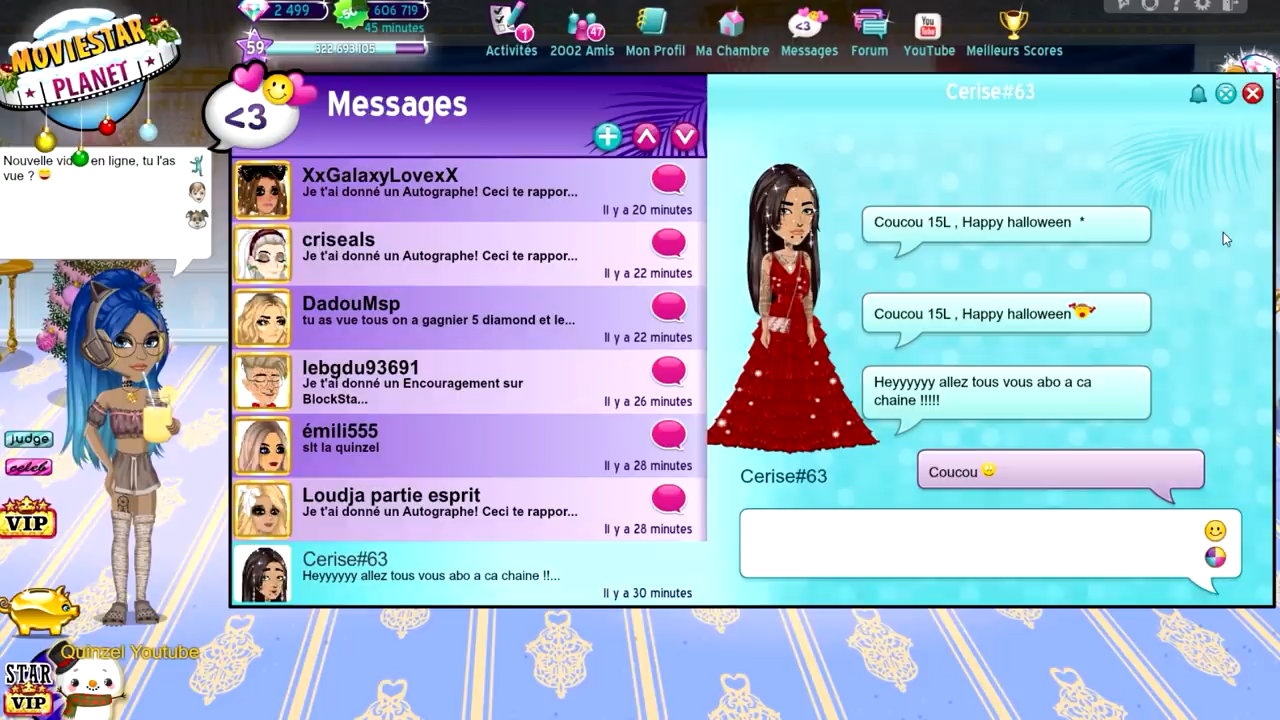 MOVIESTAR
PLANET
2 499
606 719
45 minutes
59
322 693 105
1
47
<3
You
Tube
Activités
2002 Amis
Mon Profil
Ma Chambre
Messages
Forum
YouTube
Meilleurs Scores
Nouvelle vid en ligne, tu l'as
vue ?
judge
celeb
VIP
STAR
VIP
Quinzel Youtube
<3
Messages
XxGalaxyLovexX
Je t'ai donné un Autographe! Ceci te rappor...
Il y a 20 minutes
criseals
Je t'ai donné un Autographe! Ceci te rappor...
Il y a 22 minutes
DadouMsp
tu as vue tous on a gagnier 5 diamond et le...
Il y a 22 minutes
lebgdu93691
Je t'ai donné un Encouragement sur
BlockSta...
Il y a 26 minutes
émili555
slt la quinzel
Il y a 28 minutes
Loudja partie esprit
Je t'ai donné un Autographe! Ceci te rappor...
Il y a 28 minutes
Cerise#63
Heyyyyyy allez tous vous abo a ca chaine !!...
Il y a 30 minutes
Cerise#63
Coucou 15L , Happy halloween *
Coucou 15L , Happy halloween
Heyyyyyy allez tous vous abo a ca
chaine !!!!!
Coucou
Cerise#63